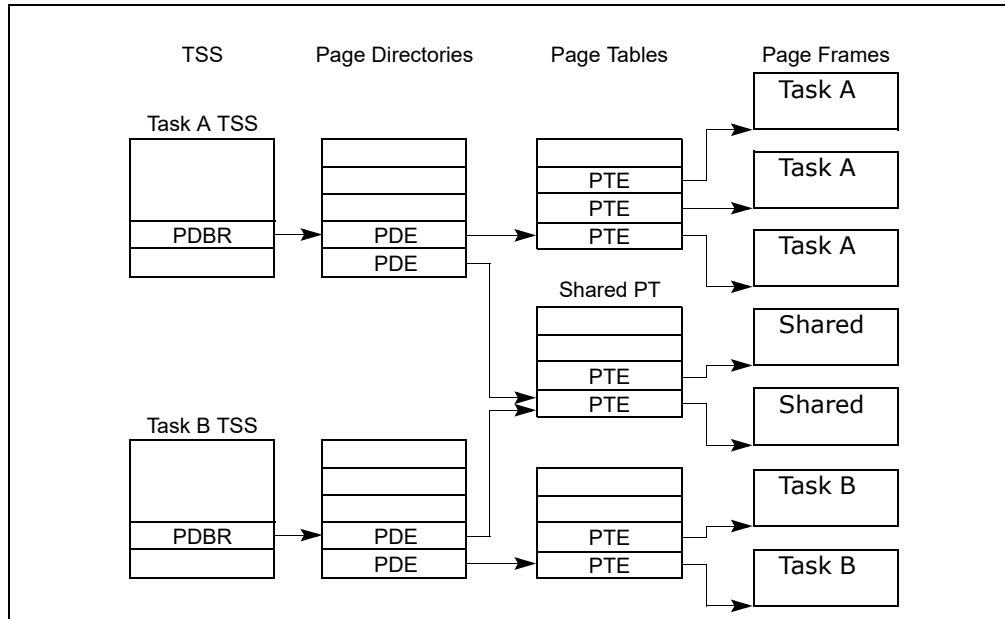 TSS
Page Directories
Page Tables
Page Frames
Task A TSS
PDBR
PDE
PDE
PTE
PTE
PTE
Task A
Task A
Task A
Shared PT
PTE
PTE
Shared
Shared
Task B TSS
PDBR
PDE
PDE
PTE
PTE
Task B
Task B